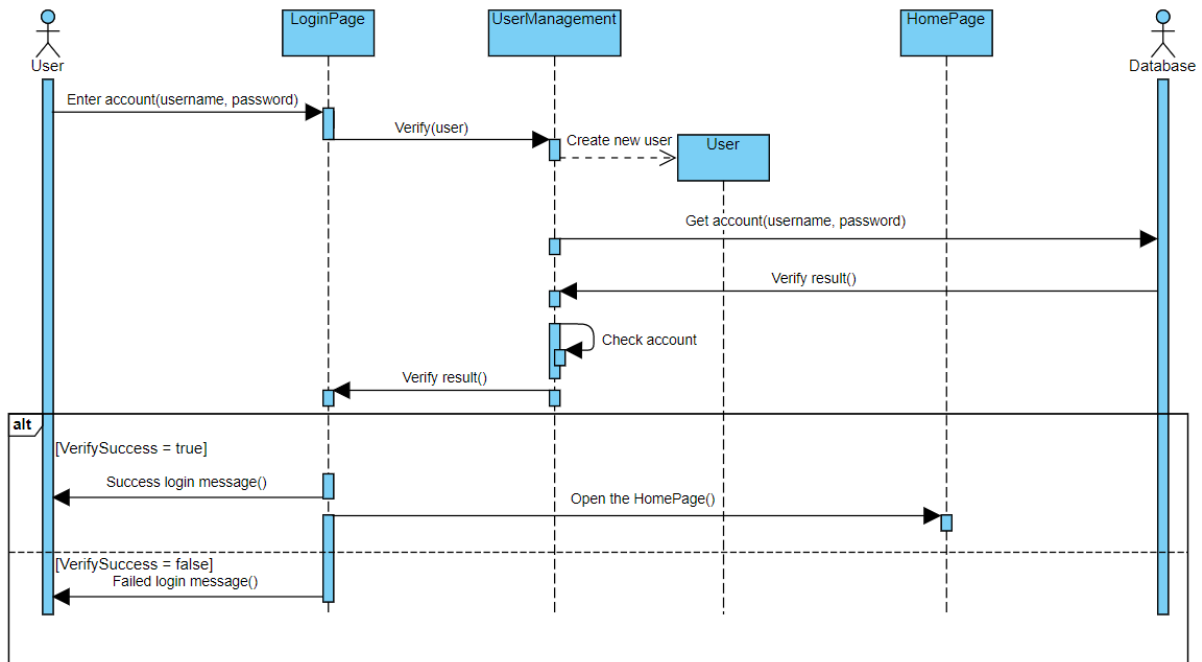 LoginPage
UserManagement
HomePage
User
Database
Enter account(username, password)
Verify(user)
Create new user
User
Get account(username, password)
Verify result()
Check account
Verify result()
alt
[VerifySuccess = true]
Success login message()
Open the HomePage()
[VerifySuccess = false]
Failed login message()